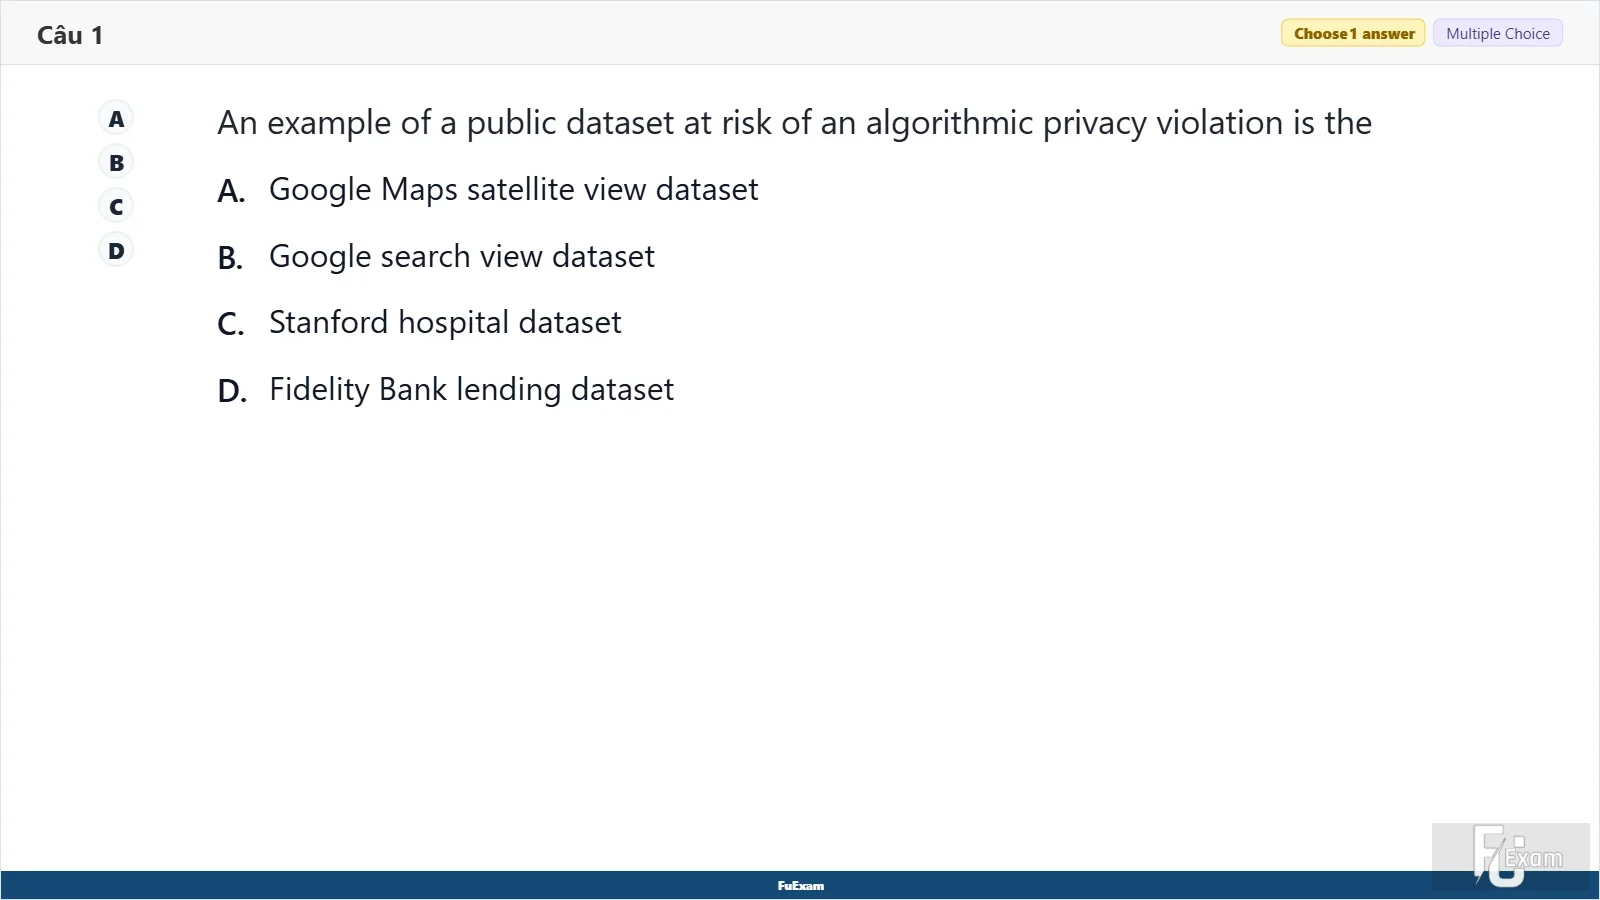 Câu 1
Choose 1 answer
Multiple Choice
A
B
C
D
An example of a public dataset at risk of an algorithmic privacy violation is the
A. Google Maps satellite view dataset
B. Google search view dataset
C. Stanford hospital dataset
D. Fidelity Bank lending dataset
FuExam
FU Exam